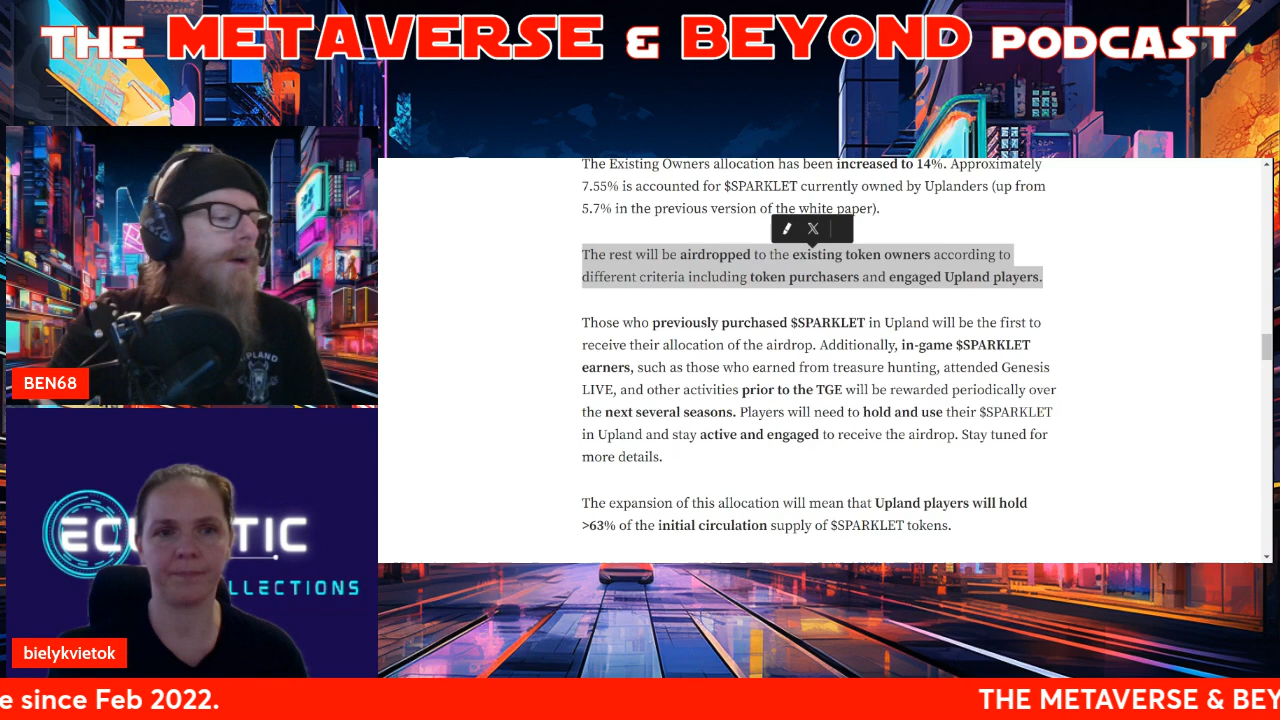 THE METAVERSE & BEYOND PODCAST
The Existing Owners allocation has been increased to 14%. Approximately
7.55% is accounted for $SPARKLET currently owned by Uplanders (up from
5.7% in the previous version of the white paper).
The rest will be airdropped to the existing token owners according to
different criteria including token purchasers and engaged Upland players.
Those who previously purchased $SPARKLET in Upland will be the first to
receive their allocation of the airdrop. Additionally, in-game $SPARKLET
earners, such as those who earned from treasure hunting, attended Genesis
LIVE, and other activities prior to the TGE will be rewarded periodically over
the next several seasons. Players will need to hold and use their $SPARKLET
in Upland and stay active and engaged to receive the airdrop. Stay tuned for
more details.
The expansion of this allocation will mean that Upland players will hold
>63% of the initial circulation supply of $SPARKLET tokens.
PLAND
BEN68
EC TIC
LLECTIONS
bielykvietok
e since Feb 2022.
THE METAVERSE & BEY